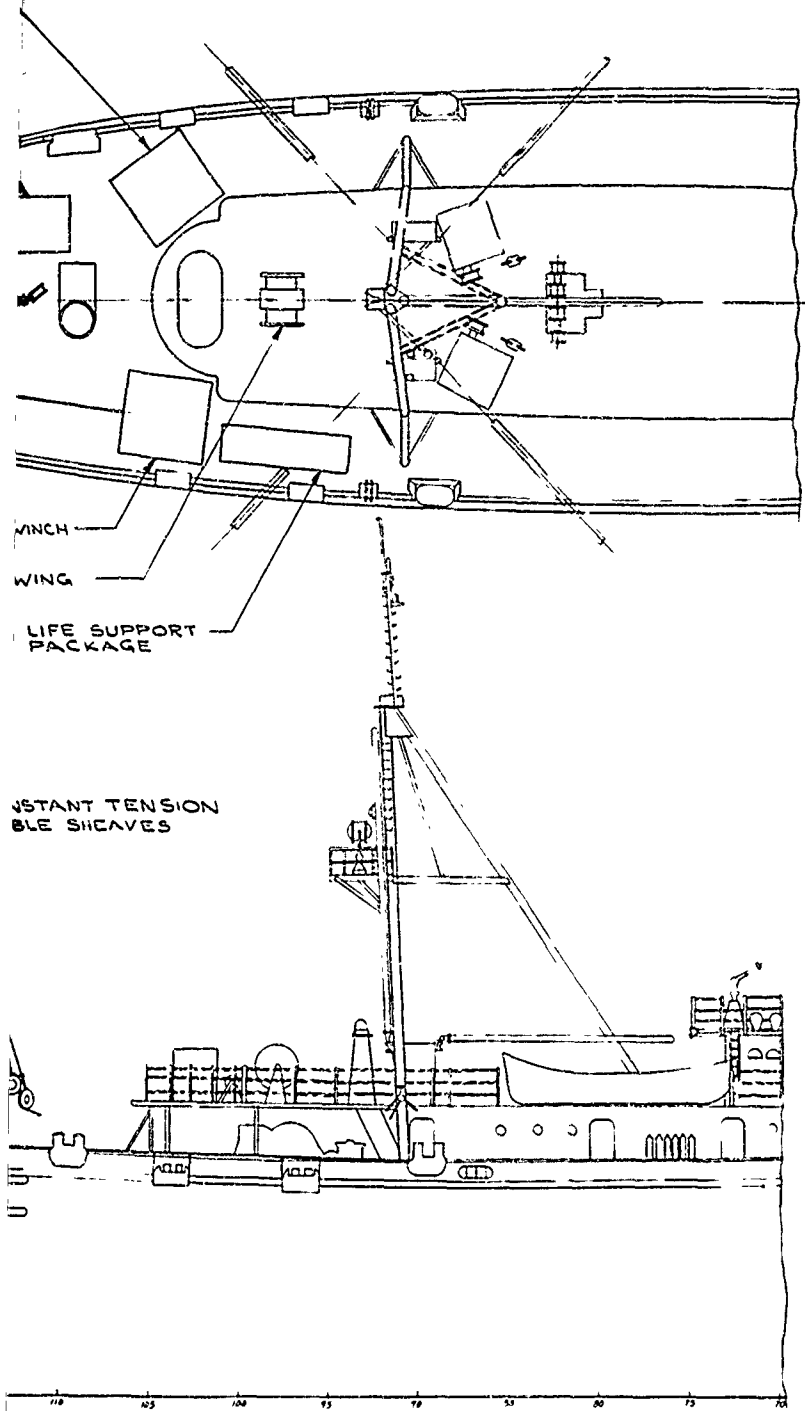 WINCH
WING
LIFE SUPPORT
PACKAGE
NSTANT TENSION
BLE SHEAVES
110 105 100 95 90 85 80 75 70